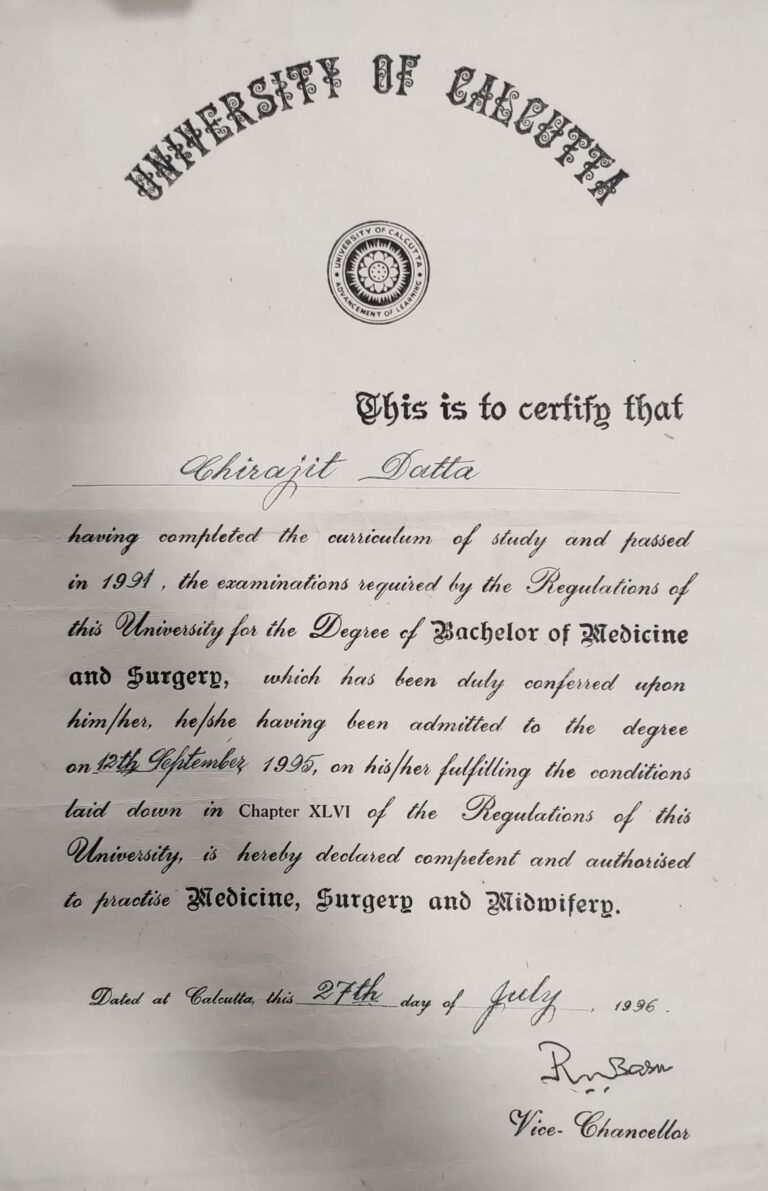 UNIVERSITY OF CALCUTTA
UNIVERSITY OF CALCUTTA
ADVANCEMENT OF LEARNING
This is to certify that
Chirajit Datta
having completed the curriculum of study and passed
in 1991, the examinations required by the Regulations of
this University for the Degree of Bachelor of Medicine
and Surgery, which has been duly conferred upon
him/her, he/she having been admitted to the degree
on 12th September 1995, on his/her fulfilling the conditions
laid down in Chapter XLVI of the Regulations of this
University, is hereby declared competent and authorised
to practise Medicine, Surgery and Midwifery.
Dated at Calcutta, this 27th day of July, 1996.
R N Basu
Vice-Chancellor